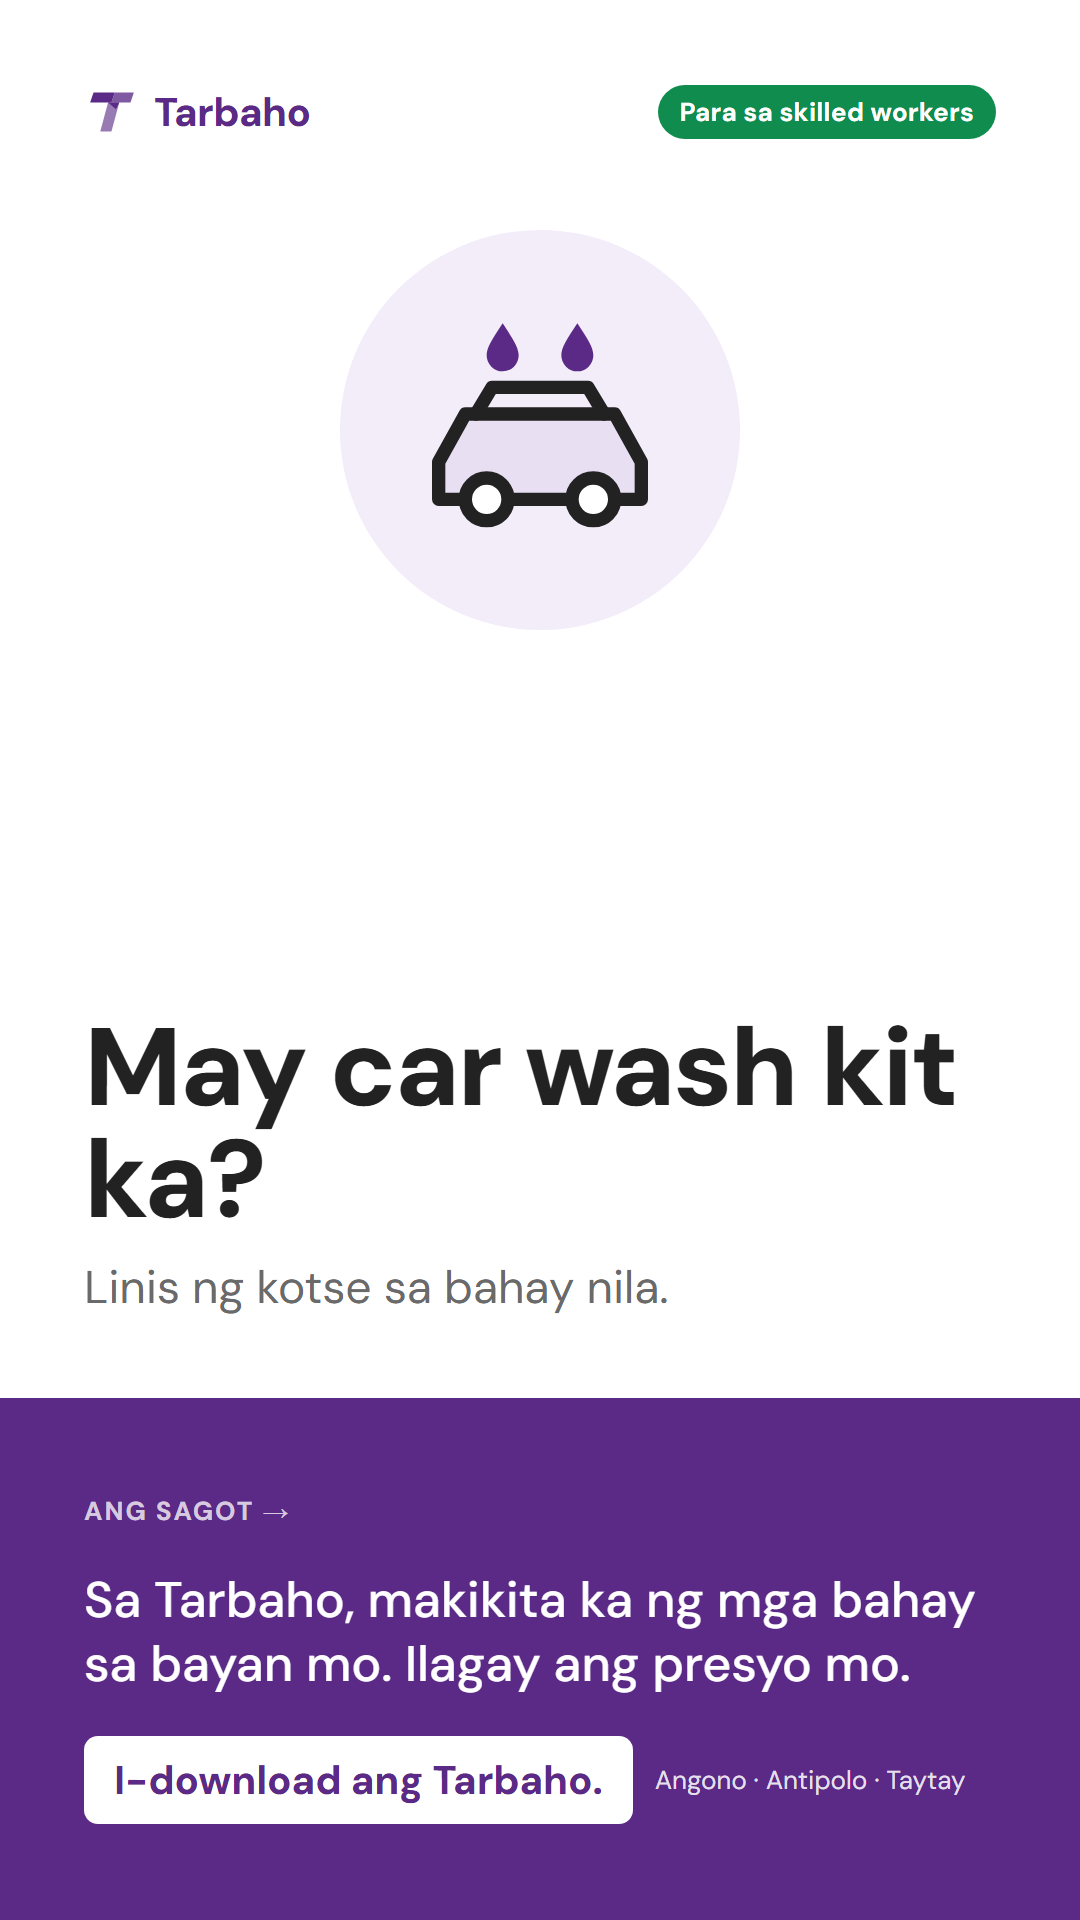 Tarbaho
Para sa skilled workers
May car wash kit
ka?
Linis ng kotse sa bahay nila.
ANG SAGOT →
Sa Tarbaho, makikita ka ng mga bahay
sa bayan mo. Ilagay ang presyo mo.
I-download ang Tarbaho.
Angono · Antipolo · Taytay